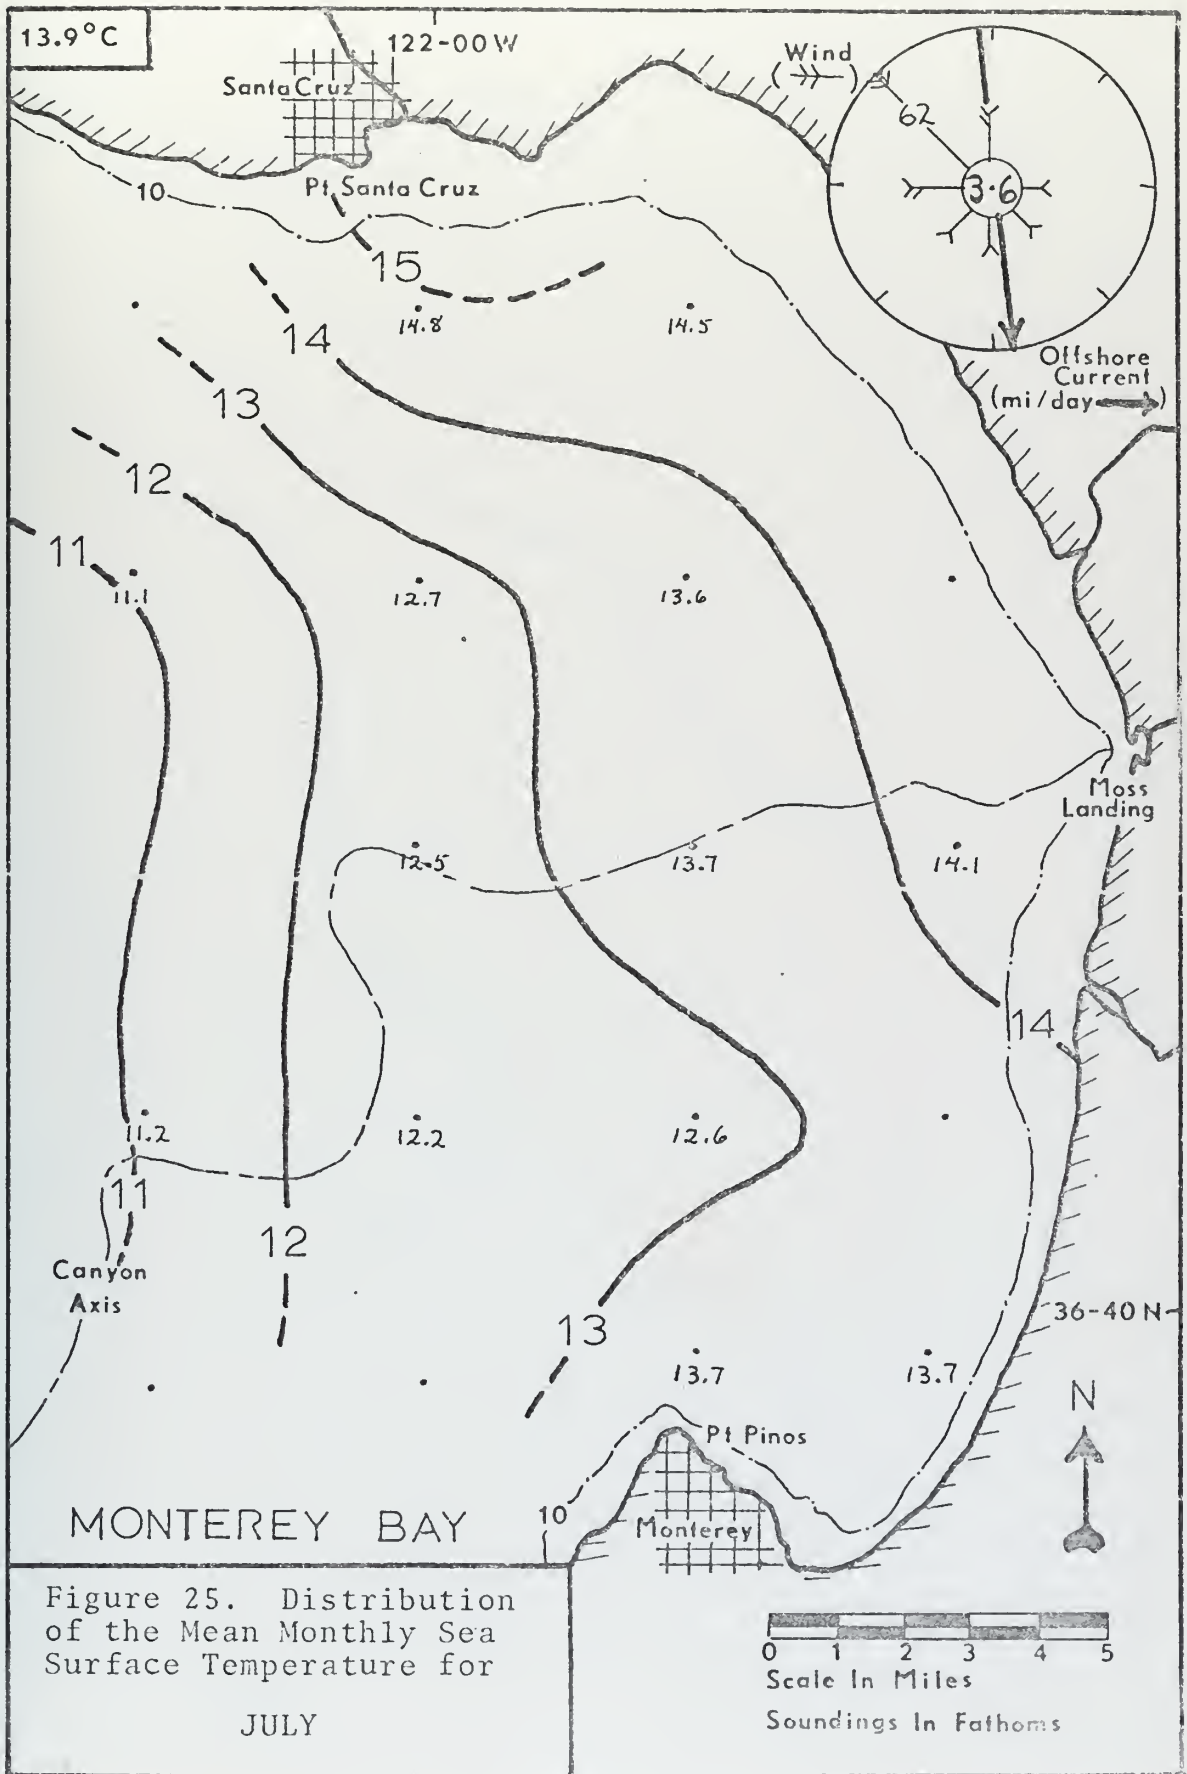 13.9°C
122-00W
Wind
Santa Cruz
62
3.6
10
Pt. Santa Cruz
15
14.8
14.5
14
Offshore
Current
(mi/day )
13
12
11
11.1
12.7
13.6
Moss
Landing
12.5
13.7
14.1
14
11.2
12.2
12.6
11
12
Canyon
Axis
36-40 N
13
13.7
13.7
N
Pt Pinos
10
MONTEREY BAY
Monterey
Figure 25. Distribution
of the Mean Monthly Sea
Surface Temperature for
JULY
0 1 2 3 4 5
Scale In Miles
Soundings In Fathoms